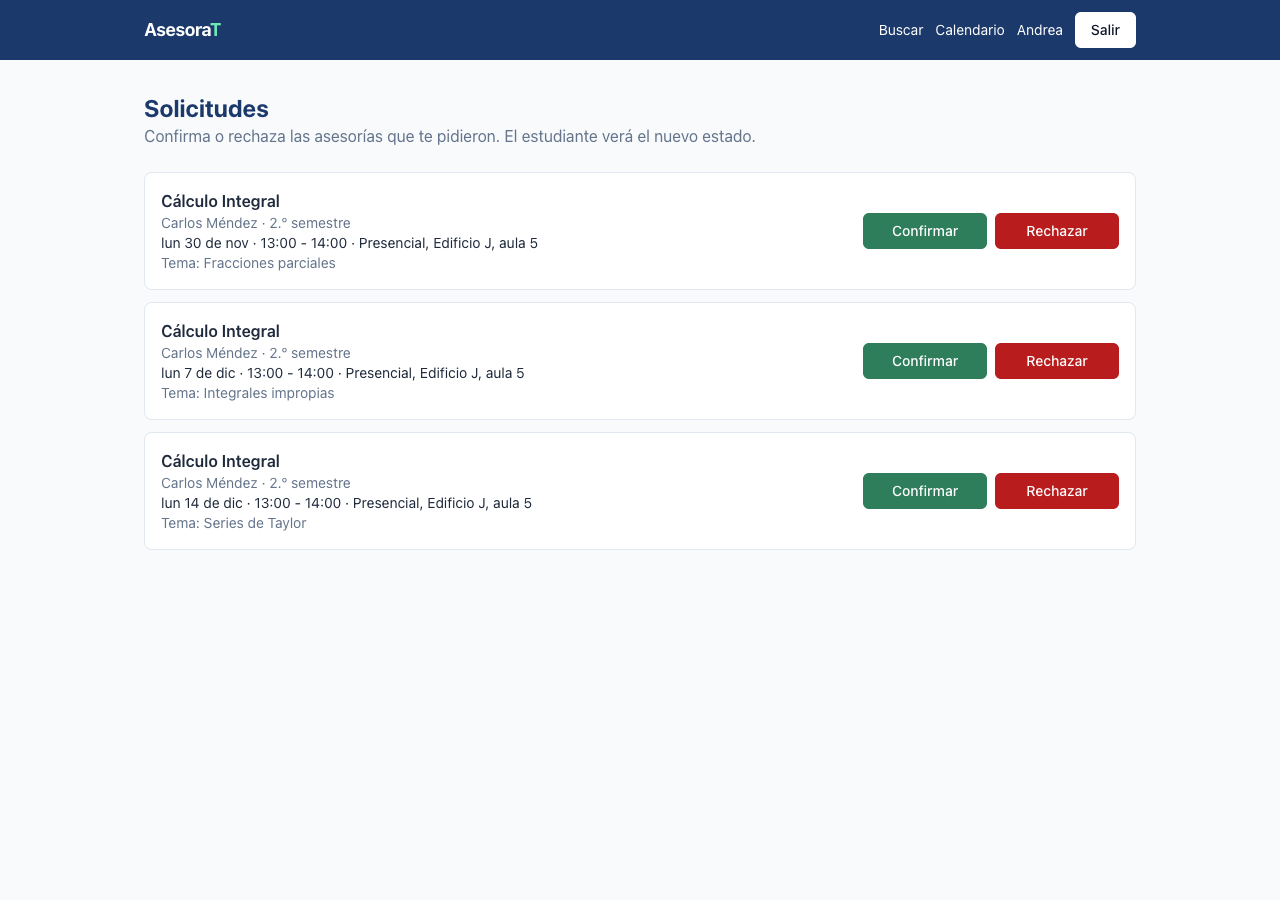 AsesoraT
Buscar Calendario Andrea Salir
Solicitudes
Confirma o rechaza las asesorías que te pidieron. El estudiante verá el nuevo estado.
Cálculo Integral
Carlos Méndez · 2.° semestre
lun 30 de nov · 13:00 - 14:00 · Presencial, Edificio J, aula 5
Tema: Fracciones parciales
Confirmar Rechazar
Cálculo Integral
Carlos Méndez · 2.° semestre
lun 7 de dic · 13:00 - 14:00 · Presencial, Edificio J, aula 5
Tema: Integrales impropias
Confirmar Rechazar
Cálculo Integral
Carlos Méndez · 2.° semestre
lun 14 de dic · 13:00 - 14:00 · Presencial, Edificio J, aula 5
Tema: Series de Taylor
Confirmar Rechazar